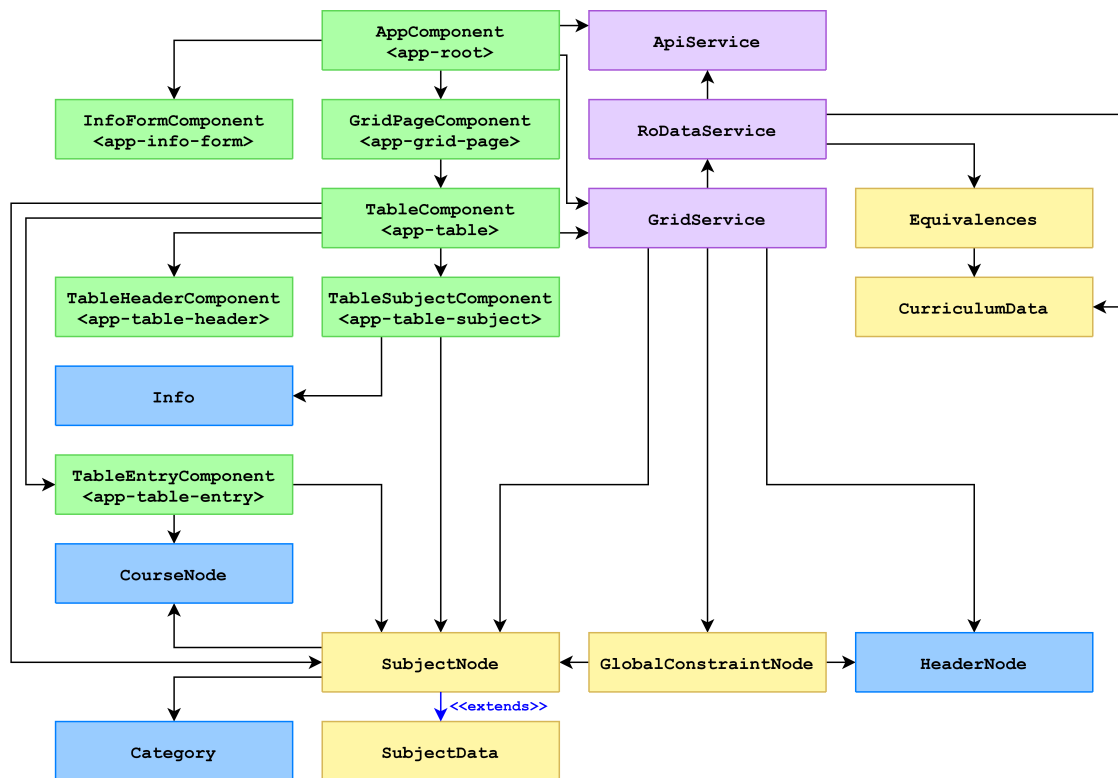 AppComponent
<app-root>
ApiService
InfoFormComponent
<app-info-form>
GridPageComponent
<app-grid-page>
RoDataService
TableComponent
<app-table>
GridService
Equivalences
TableHeaderComponent
<app-table-header>
TableSubjectComponent
<app-table-subject>
CurriculumData
Info
TableEntryComponent
<app-table-entry>
CourseNode
SubjectNode
GlobalConstraintNode
HeaderNode
<<extends>>
Category
SubjectData